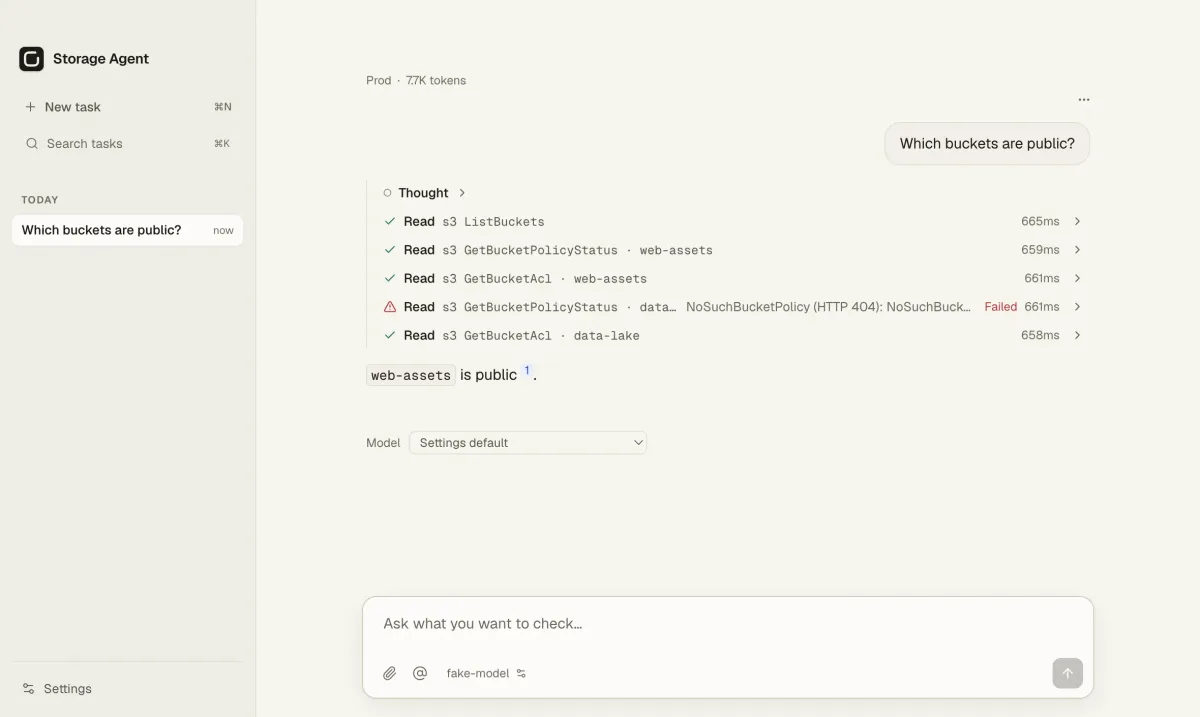 Storage Agent
New task ⌘N
Search tasks ⌘K
TODAY
Which buckets are public? now
Settings
Prod · 7.7K tokens
Which buckets are public?
Thought
Read s3 ListBuckets 665ms
Read s3 GetBucketPolicyStatus · web-assets 659ms
Read s3 GetBucketAcl · web-assets 661ms
Read s3 GetBucketPolicyStatus · data… NoSuchBucketPolicy (HTTP 404): NoSuchBuck… Failed 661ms
Read s3 GetBucketAcl · data-lake 658ms
web-assets is public 1.
Model Settings default
Ask what you want to check…
fake-model